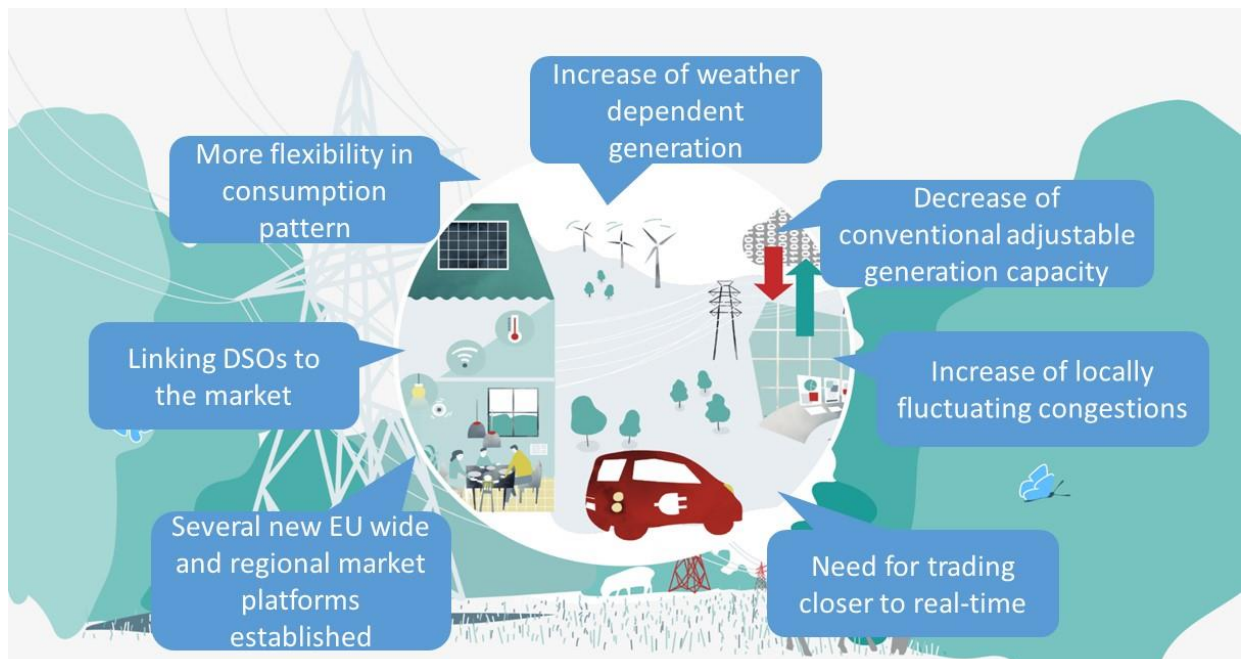 Increase of weather
dependent
generation
More flexibility in
consumption
pattern
Decrease of
conventional adjustable
generation capacity
Linking DSOs to
the market
Increase of locally
fluctuating congestions
Several new EU wide
and regional market
platforms
established
Need for trading
closer to real-time